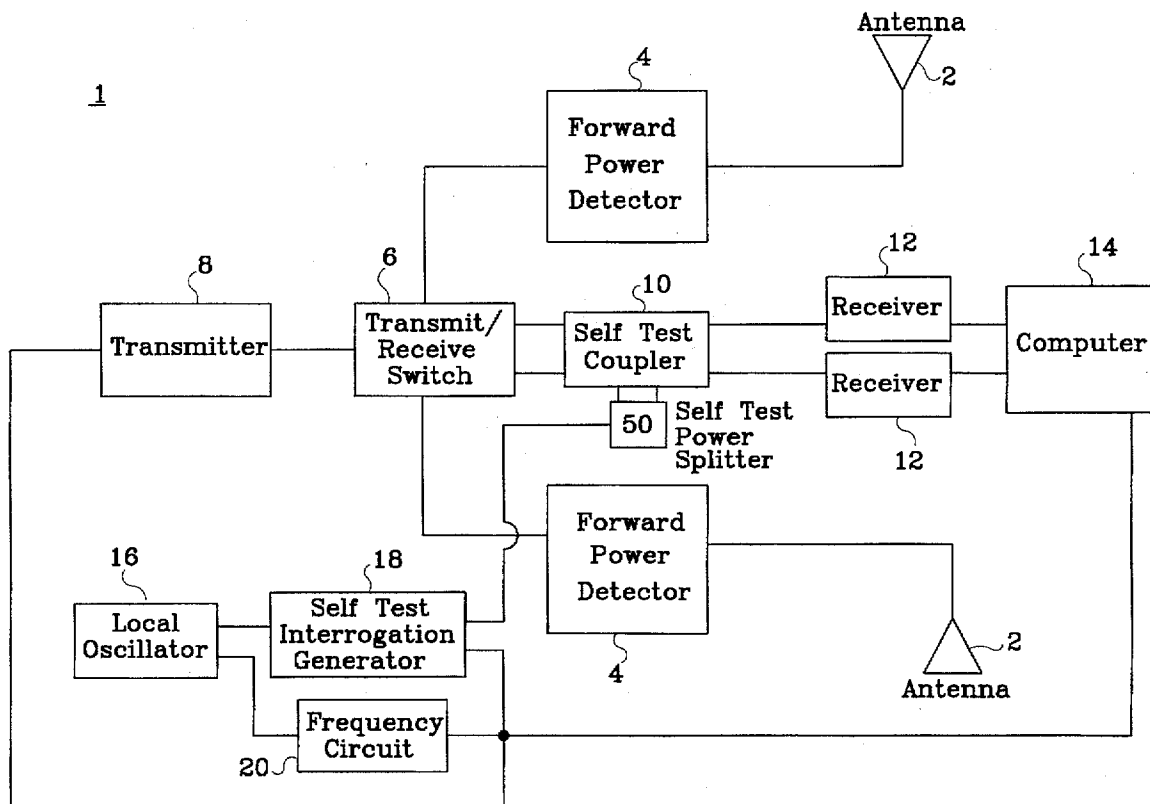 Antenna
2
1
4
Forward
Power
Detector
8
Transmitter
6
Transmit/
Receive
Switch
10
Self Test
Coupler
12
Receiver
Receiver
12
14
Computer
50
Self Test
Power
Splitter
Forward
Power
Detector
4
2
Antenna
16
Local
Oscillator
18
Self Test
Interrogation
Generator
Frequency
Circuit
20